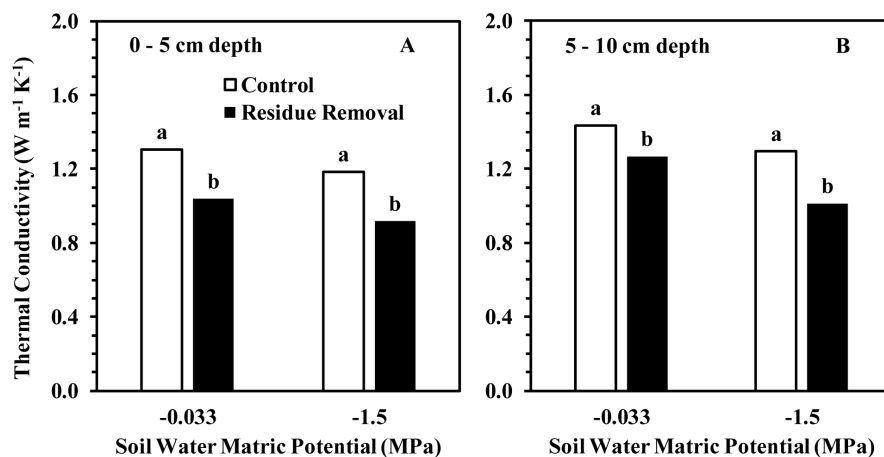 Thermal Conductivity (W m⁻¹ K⁻¹)
2.0
1.6
1.2
0.8
0.4
0.0
0 - 5 cm depth
A
Control
Residue Removal
a
b
a
b
-0.033
-1.5
Soil Water Matric Potential (MPa)
2.0
1.6
1.2
0.8
0.4
0.0
5 - 10 cm depth
B
a
b
a
b
-0.033
-1.5
Soil Water Matric Potential (MPa)